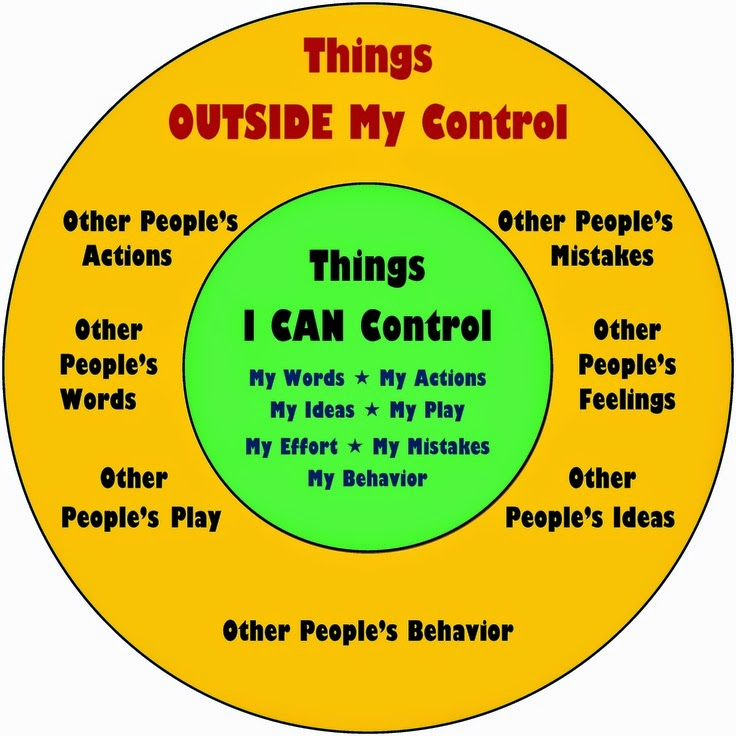 Things
OUTSIDE My Control
Other People's
Actions
Other People's
Mistakes
Things
I CAN Control
My Words ★ My Actions
My Ideas ★ My Play
My Effort ★ My Mistakes
My Behavior
Other
People's
Words
Other
People's
Feelings
Other
People's Play
Other
People's Ideas
Other People's Behavior